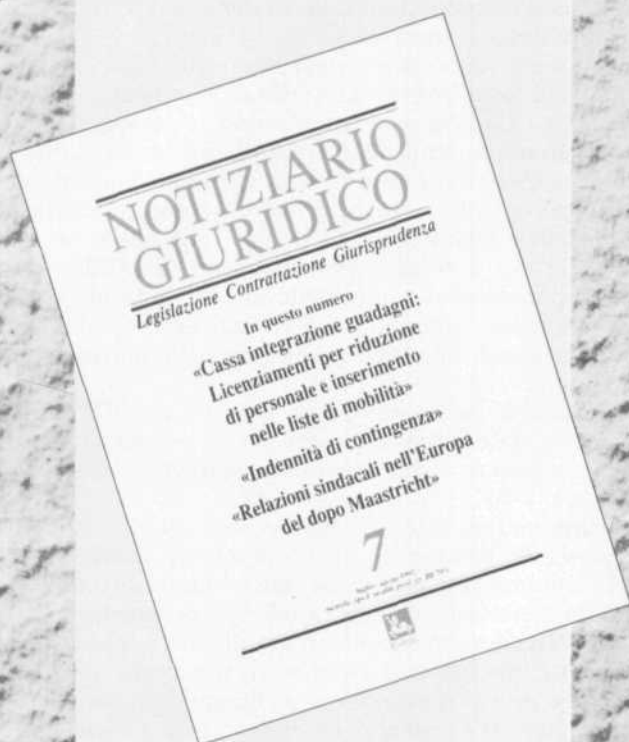 NOTIZIARIO
GIURIDICO
Legislazione Contrattazione Giurisprudenza
In questo numero
«Cassa integrazione guadagni:
Licenziamenti per riduzione
di personale e inserimento
nelle liste di mobilità»
«Indennità di contingenza»
«Relazioni sindacali nell'Europa
del dopo Maastricht»
7